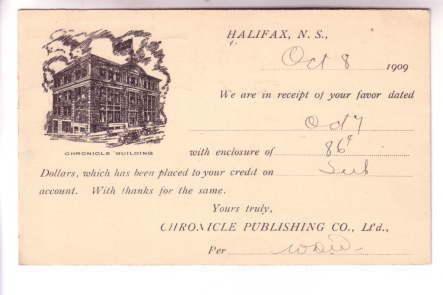 HALIFAX, N. S.,
Oct 8 1909
We are in receipt of your favor dated
Oct 7
with enclosure of 86¢
Dollars, which has been placed to your credit on Sub
account. With thanks for the same.
Yours truly,
CHRONICLE PUBLISHING CO., Lt'd.,
Per
CHRONICLE BUILDING